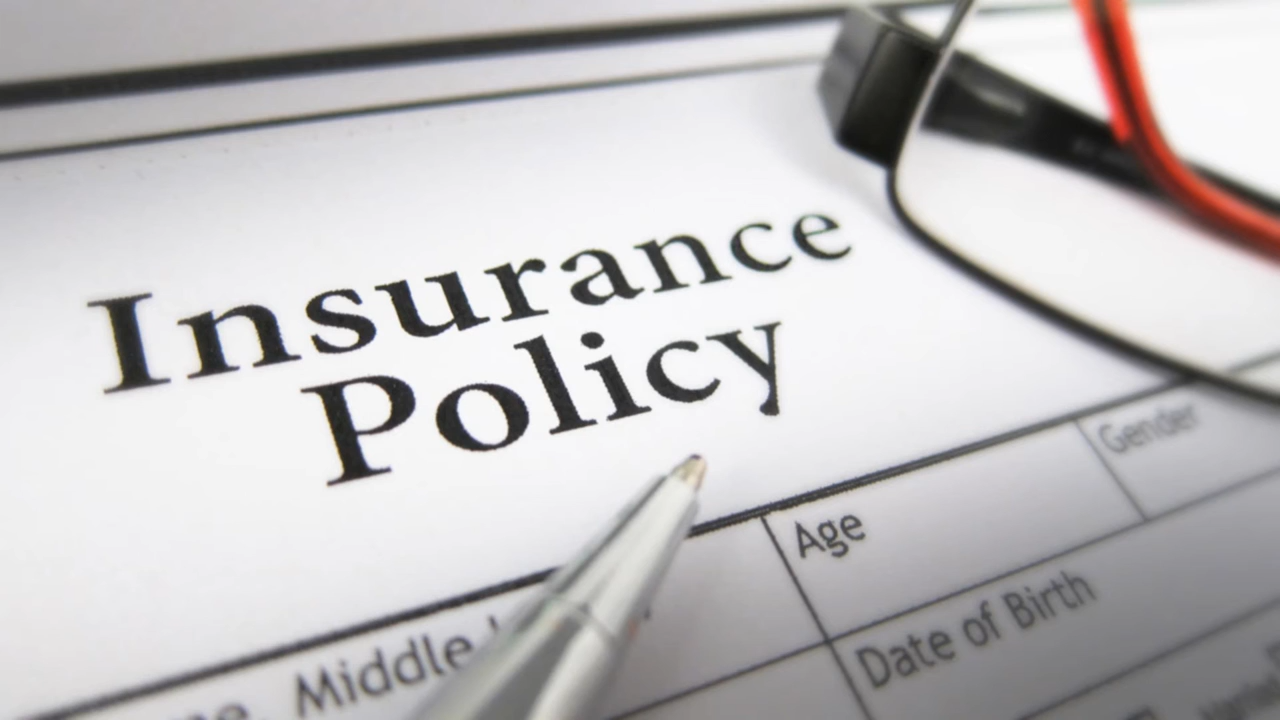 Insurance
Policy
Gender
Age
Middle
Date of Birth